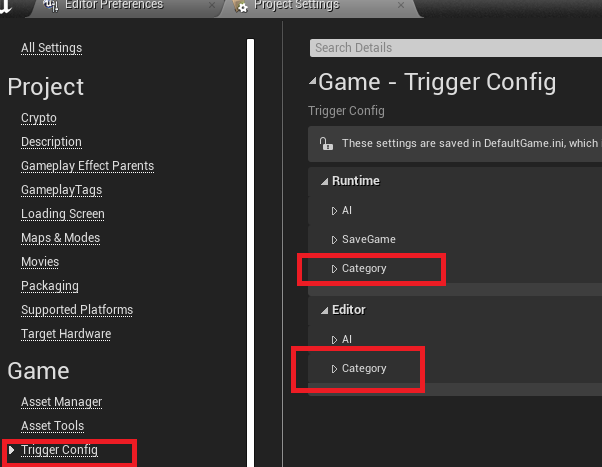 Editor Preferences
Project Settings
All Settings
Project
Crypto
Description
Gameplay Effect Parents
GameplayTags
Loading Screen
Maps & Modes
Movies
Packaging
Supported Platforms
Target Hardware
Game
Asset Manager
Asset Tools
Trigger Config
Search Details
Game - Trigger Config
Trigger Config
These settings are saved in DefaultGame.ini, which
Runtime
AI
SaveGame
Category
Editor
AI
Category